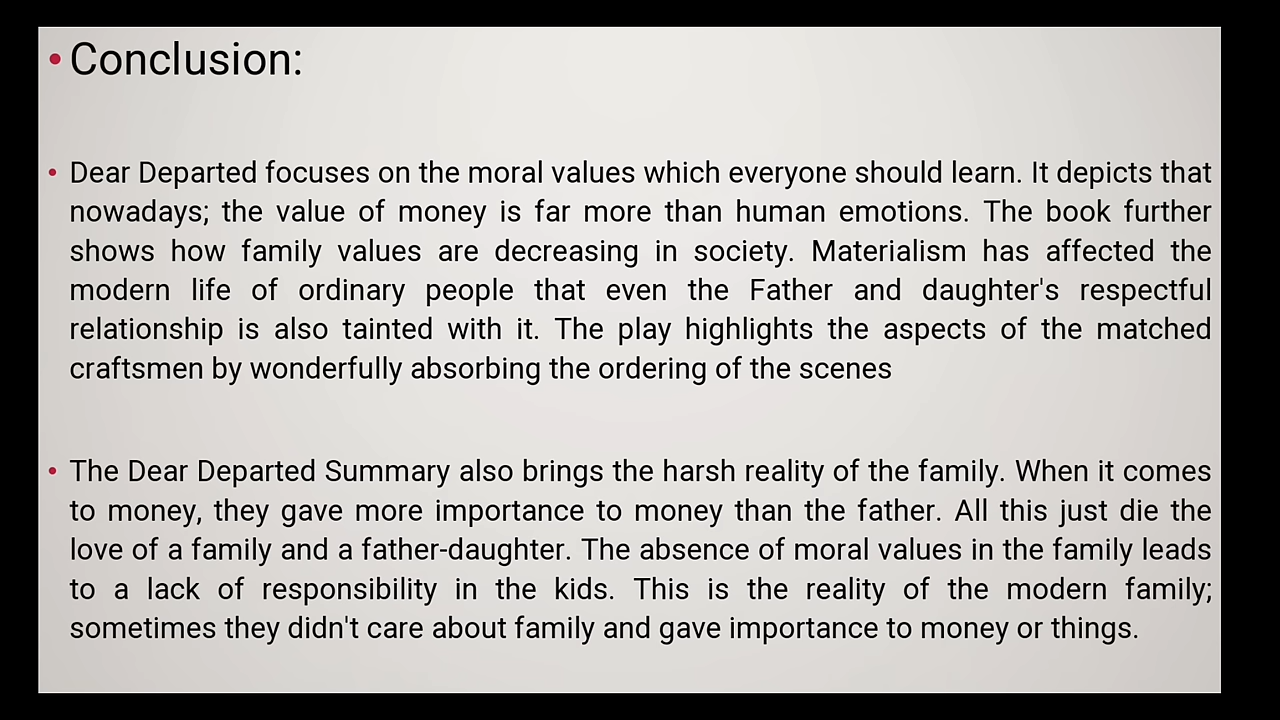 • Conclusion:
• Dear Departed focuses on the moral values which everyone should learn. It depicts that
nowadays; the value of money is far more than human emotions. The book further
shows how family values are decreasing in society. Materialism has affected the
modern life of ordinary people that even the Father and daughter's respectful
relationship is also tainted with it. The play highlights the aspects of the matched
craftsmen by wonderfully absorbing the ordering of the scenes
• The Dear Departed Summary also brings the harsh reality of the family. When it comes
to money, they gave more importance to money than the father. All this just die the
love of a family and a father-daughter. The absence of moral values in the family leads
to a lack of responsibility in the kids. This is the reality of the modern family;
sometimes they didn't care about family and gave importance to money or things.